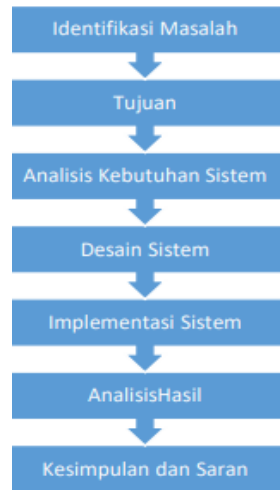 Identifikasi Masalah
Tujuan
Analisis Kebutuhan Sistem
Desain Sistem
Implementasi Sistem
AnalisisHasil
Kesimpulan dan Saran